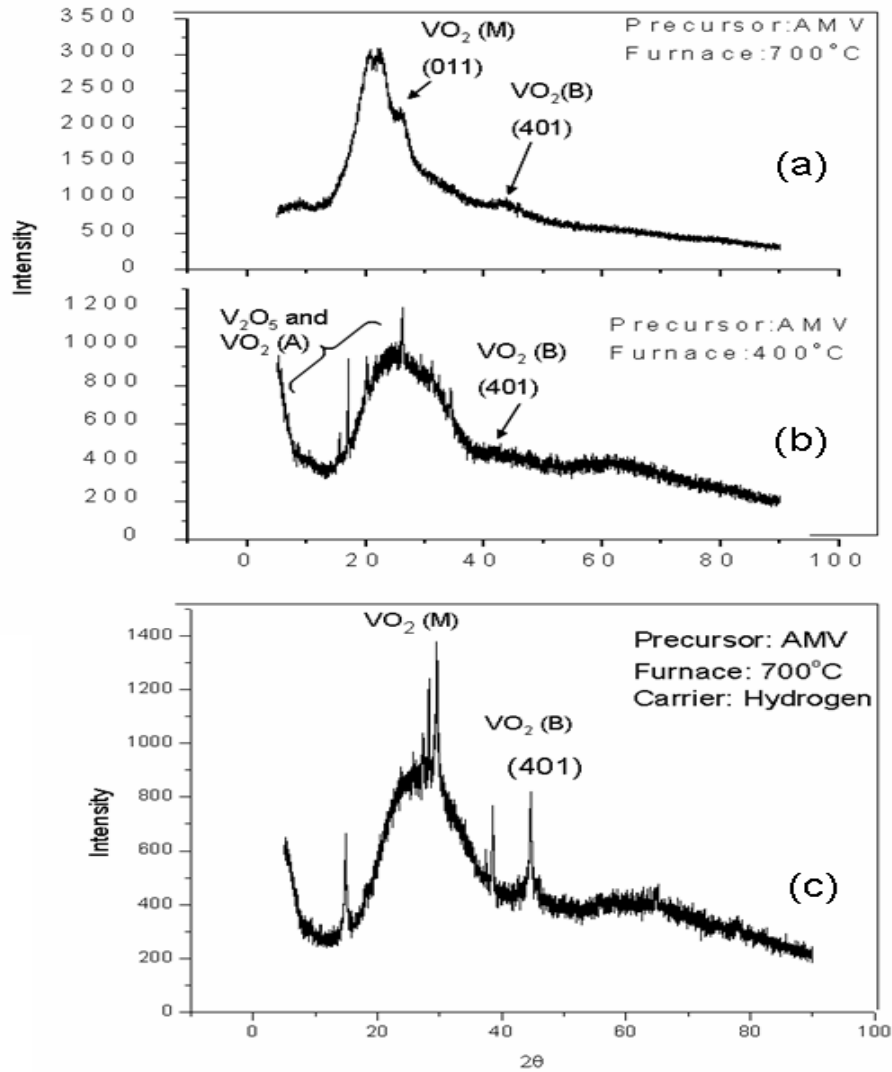 3500
3000
2500
2000
1500
1000
500
0
VO₂ (M)
(011)
VO₂(B)
(401)
Precursor:AMV
Furnace:700°C
(a)
Intensity
1200
1000
800
600
400
200
0
V₂O₅ and
VO₂ (A)
VO₂ (B)
(401)
Precursor:AMV
Furnace:400°C
(b)
0 20 40 60 80 100
1400
1200
1000
800
600
400
200
0
VO₂ (M)
VO₂ (B)
(401)
Precursor: AMV
Furnace: 700°C
Carrier: Hydrogen
(c)
Intensity
0 20 40 60 80 100
2θ